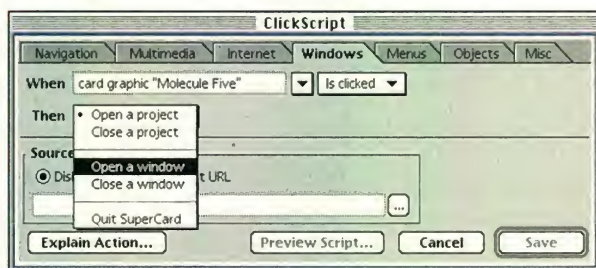 ClickScript
Navigation Multimedia Internet Windows Menus Objects Misc
When card graphic "Molecule Five" Is clicked
Then • Open a project
Close a project
Source
Open a window
t URL
Close a window
...
Quit SuperCard
Explain Action... Preview Script... Cancel Save